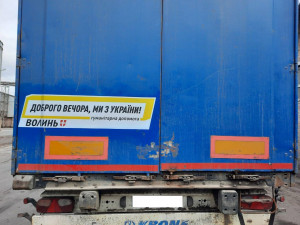 ДОБРОГО ВЕЧОРА, МИ З УКРАЇНИ!
гуманітарна допомога
ВОЛИНЬ
KRONE